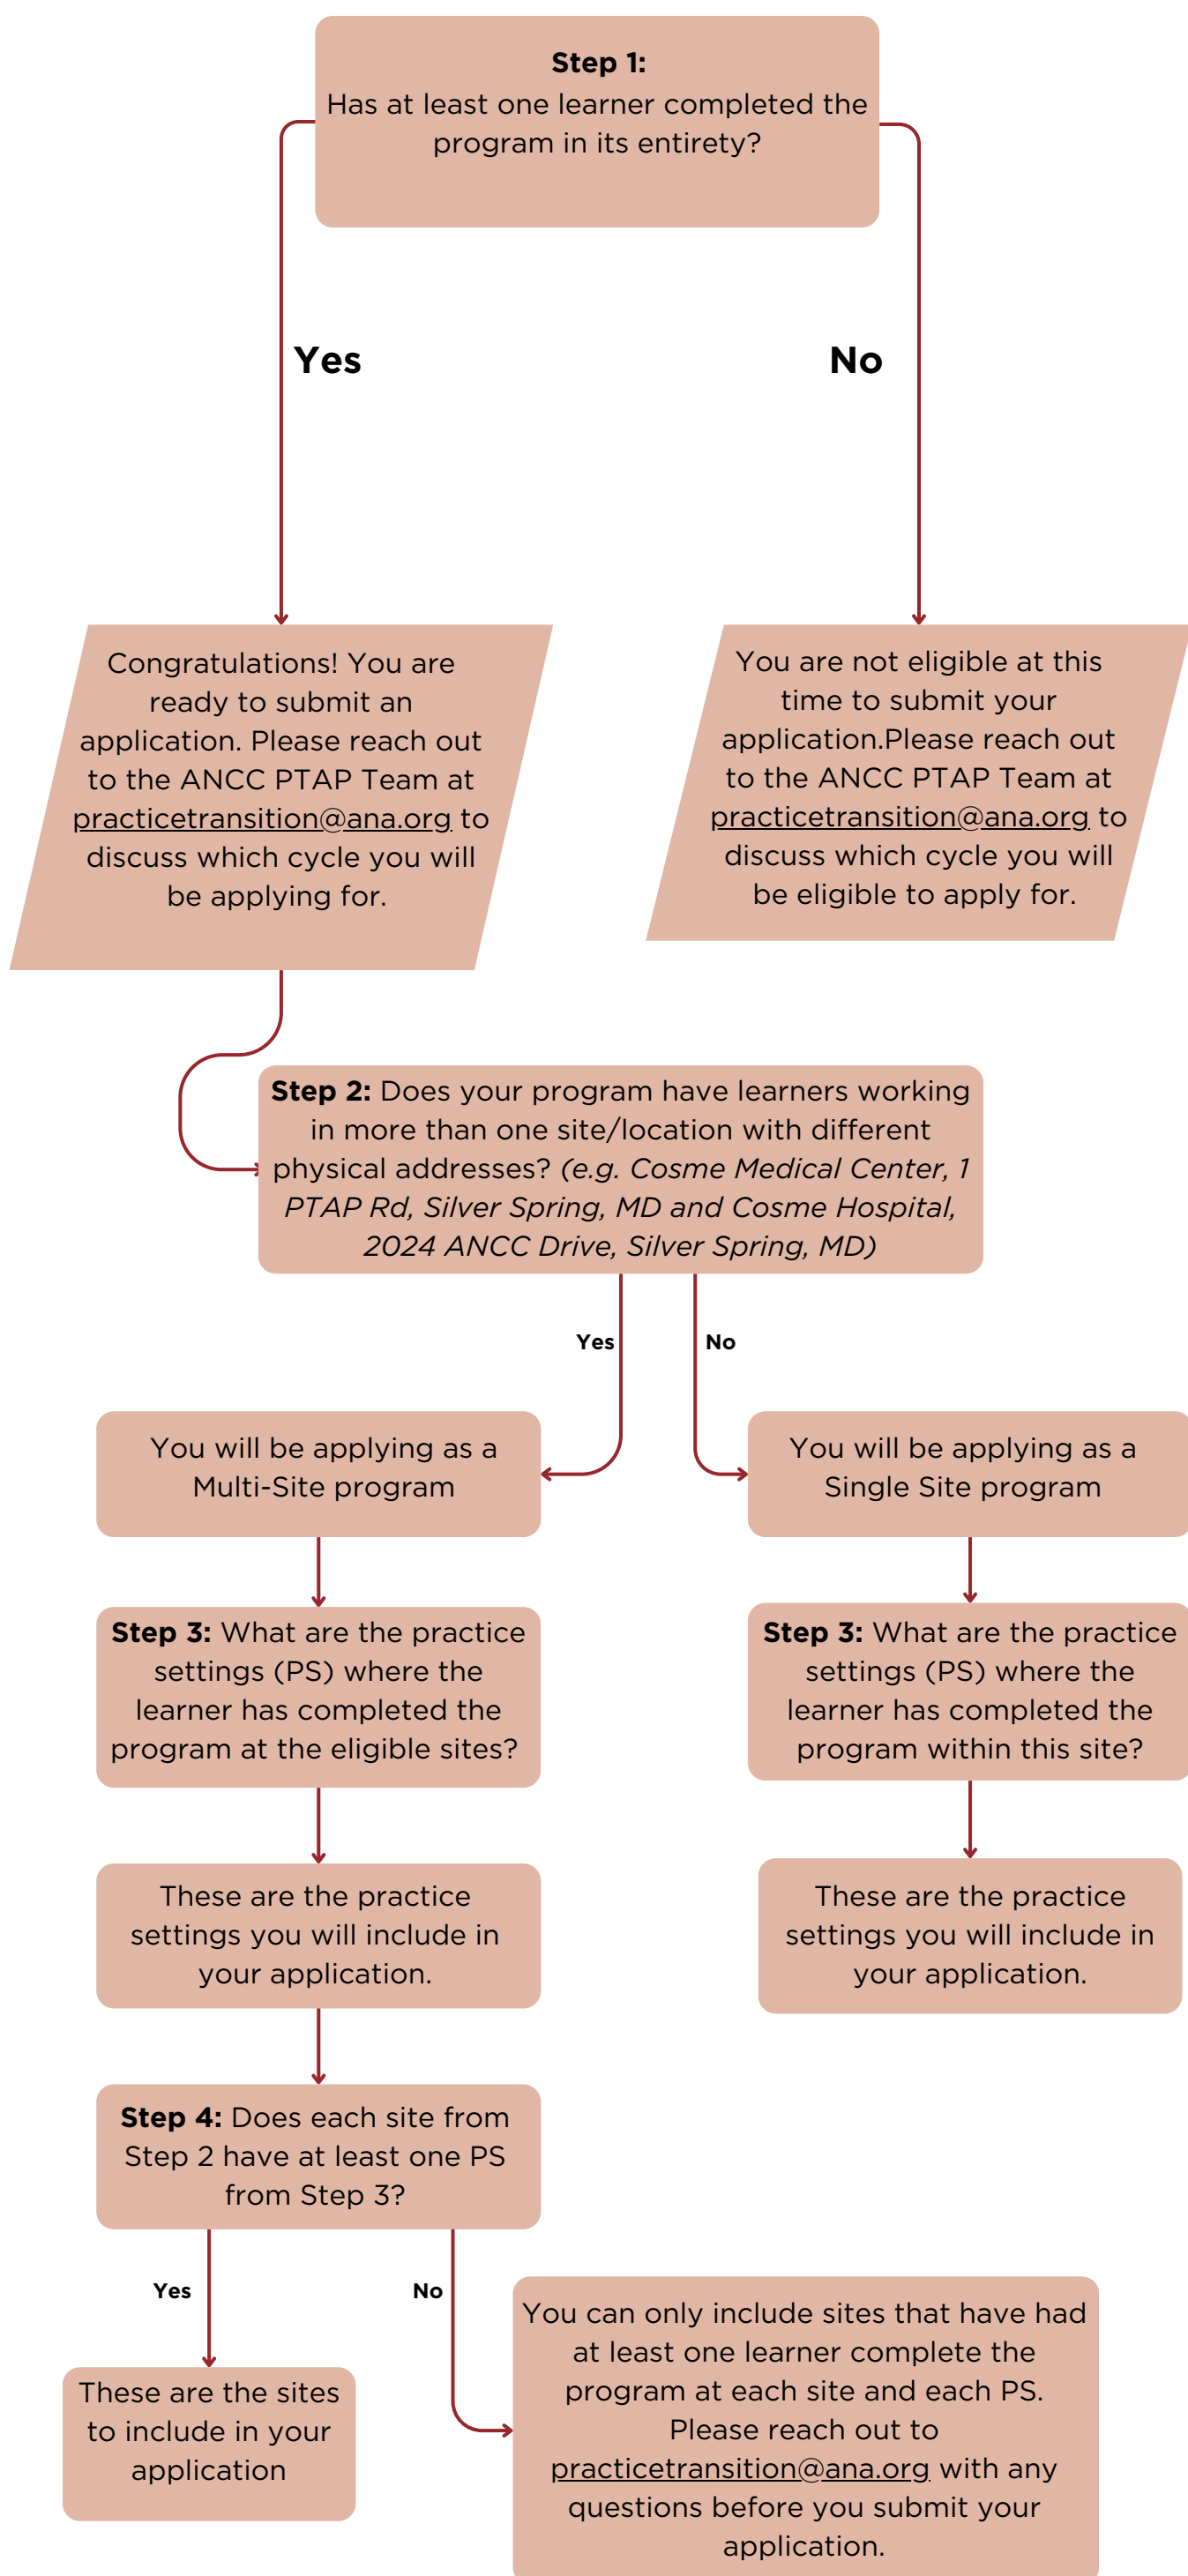 Step 1:
Has at least one learner completed the
program in its entirety?
Yes
No
Congratulations! You are
ready to submit an
application. Please reach out
to the ANCC PTAP Team at
practicetransition@ana.org to
discuss which cycle you will
be applying for.
You are not eligible at this
time to submit your
application.Please reach out
to the ANCC PTAP Team at
practicetransition@ana.org to
discuss which cycle you will
be eligible to apply for.
Step 2: Does your program have learners working
in more than one site/location with different
physical addresses? (e.g. Cosme Medical Center, 1
PTAP Rd, Silver Spring, MD and Cosme Hospital,
2024 ANCC Drive, Silver Spring, MD)
Yes
No
You will be applying as a
Multi-Site program
You will be applying as a
Single Site program
Step 3: What are the practice
settings (PS) where the
learner has completed the
program at the eligible sites?
Step 3: What are the practice
settings (PS) where the
learner has completed the
program within this site?
These are the practice
settings you will include in
your application.
These are the practice
settings you will include in
your application.
Step 4: Does each site from
Step 2 have at least one PS
from Step 3?
Yes
No
These are the sites
to include in your
application
You can only include sites that have had
at least one learner complete the
program at each site and each PS.
Please reach out to
practicetransition@ana.org with any
questions before you submit your
application.